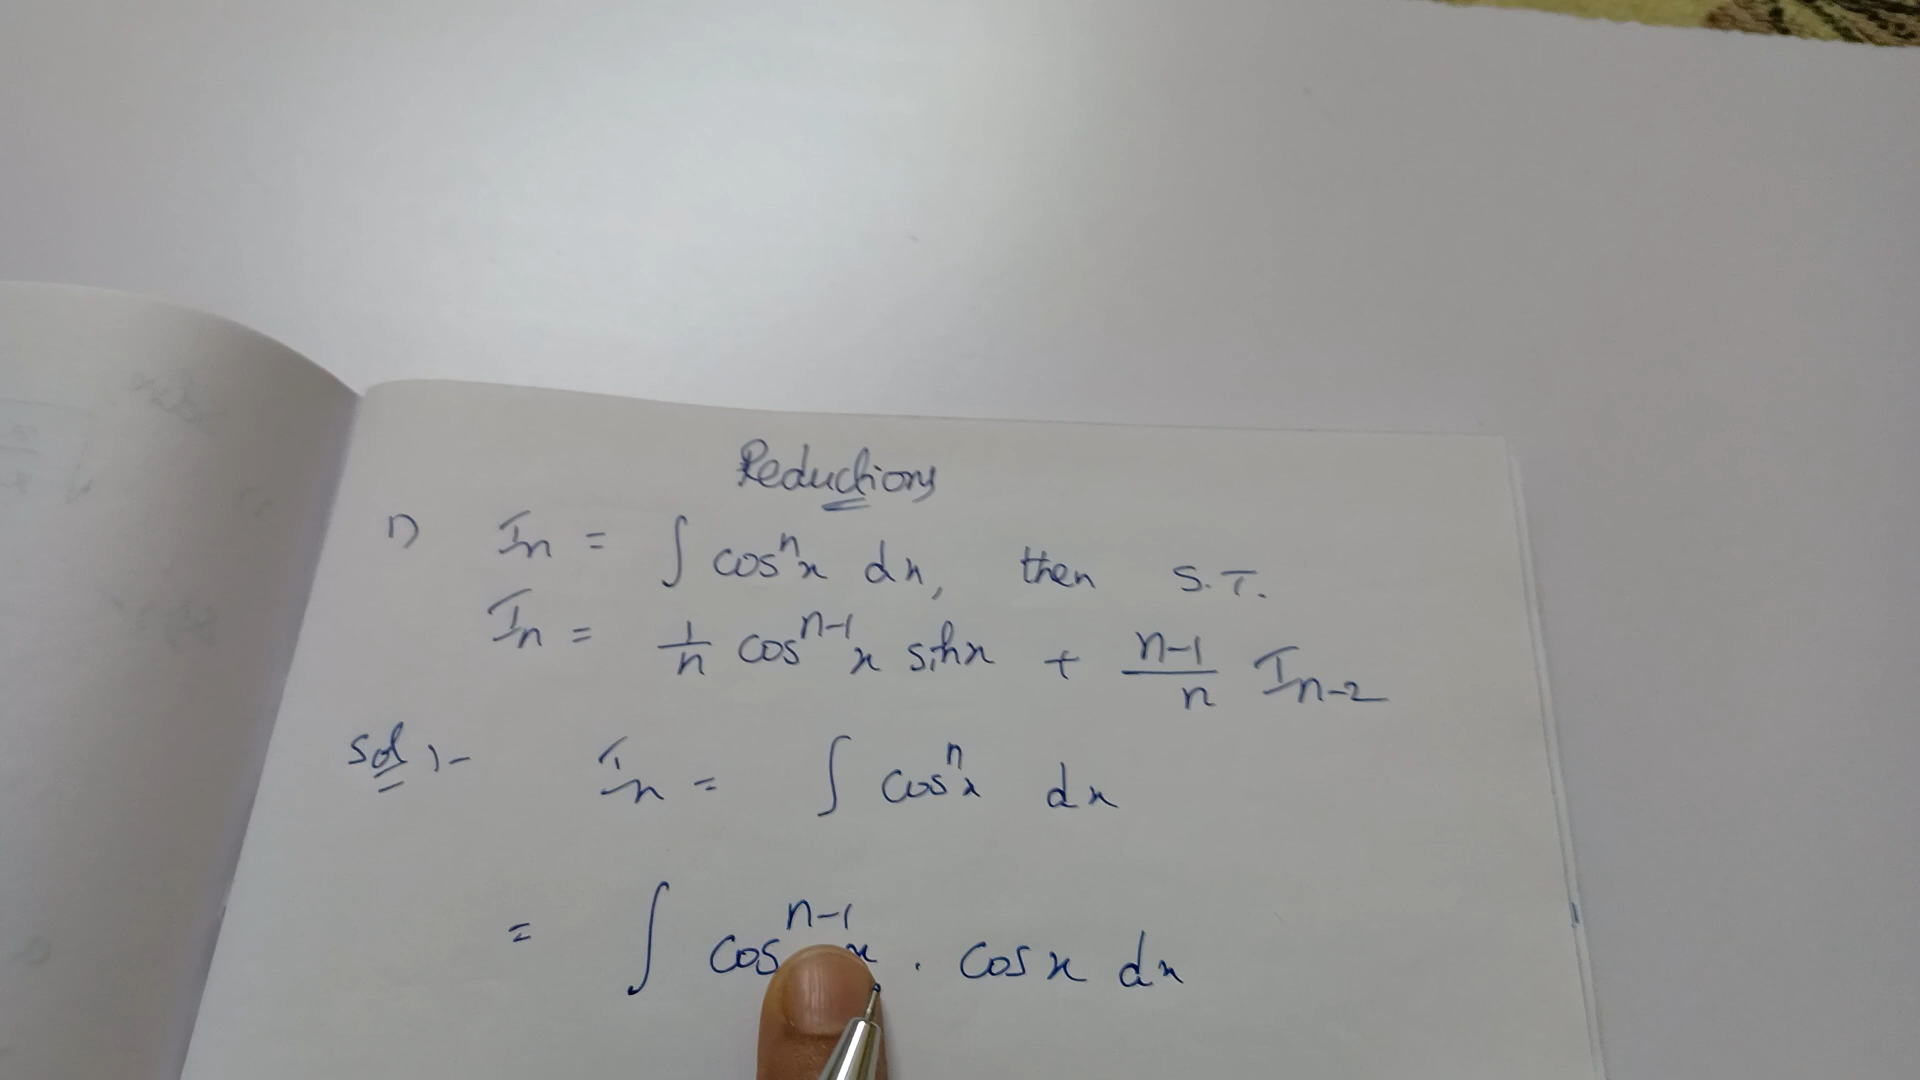 Reductions
1) Iₙ = ∫ cosⁿx dx, then S.T.
Iₙ = 1/n cosⁿ⁻¹x sinx + n-1/n Iₙ₋₂
Sol :- Iₙ = ∫ cosⁿx dx
= ∫ cosⁿ⁻¹x . cosx dx